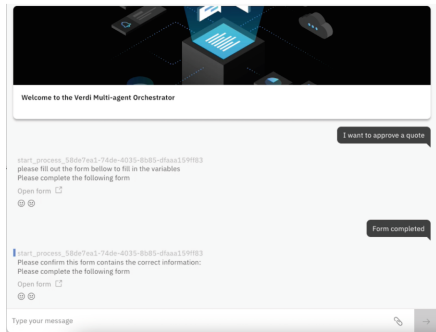 Welcome to the Verdi Multi-agent Orchestrator
I want to approve a quote
start_process_58de7ea1-74de-4035-8b85-dfaaa159ff63
please fill out the form bellow to fill in the variables
Please complete the following form
Open form
Form completed
start_process_58de7ea1-74de-4035-8b85-dfaaa159ff63
Please confirm this form contains the correct information:
Please complete the following form
Open form
Type your message